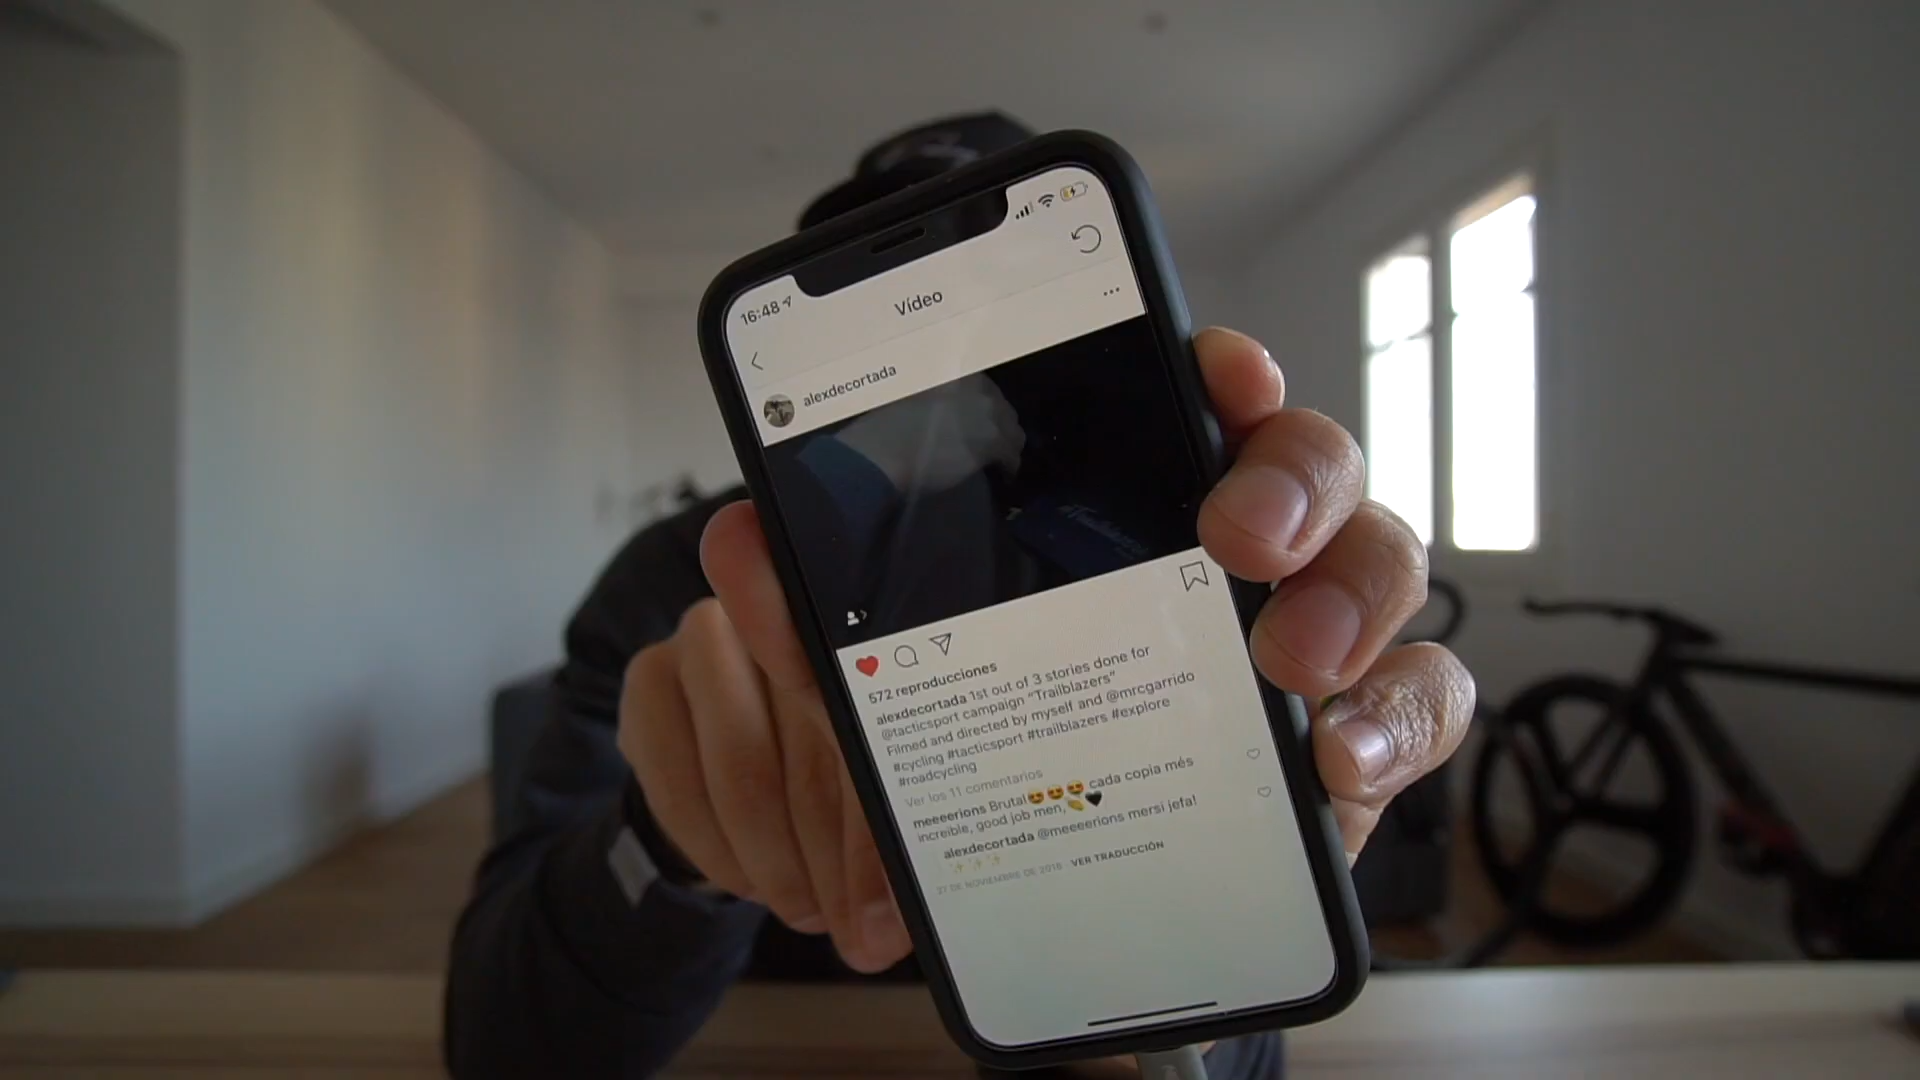 16:48
Vídeo
alexdecortada
572 reproducciones
alexdecortada 1st out of 3 stories done for
@tacticsport campaign “Trailblazers”
Filmed and directed by myself and @mrcgarrido
#cycling #tacticsport #trailblazers #explore
#roadcycling
Ver los 11 comentarios
meeeerions Brutal😍😍😍 cada copia més
increible, good job men,👏🖤
alexdecortada @meeeerions mersi jefa!
✨✨✨
27 DE NOVIEMBRE DE 2018 VER TRADUCCIÓN